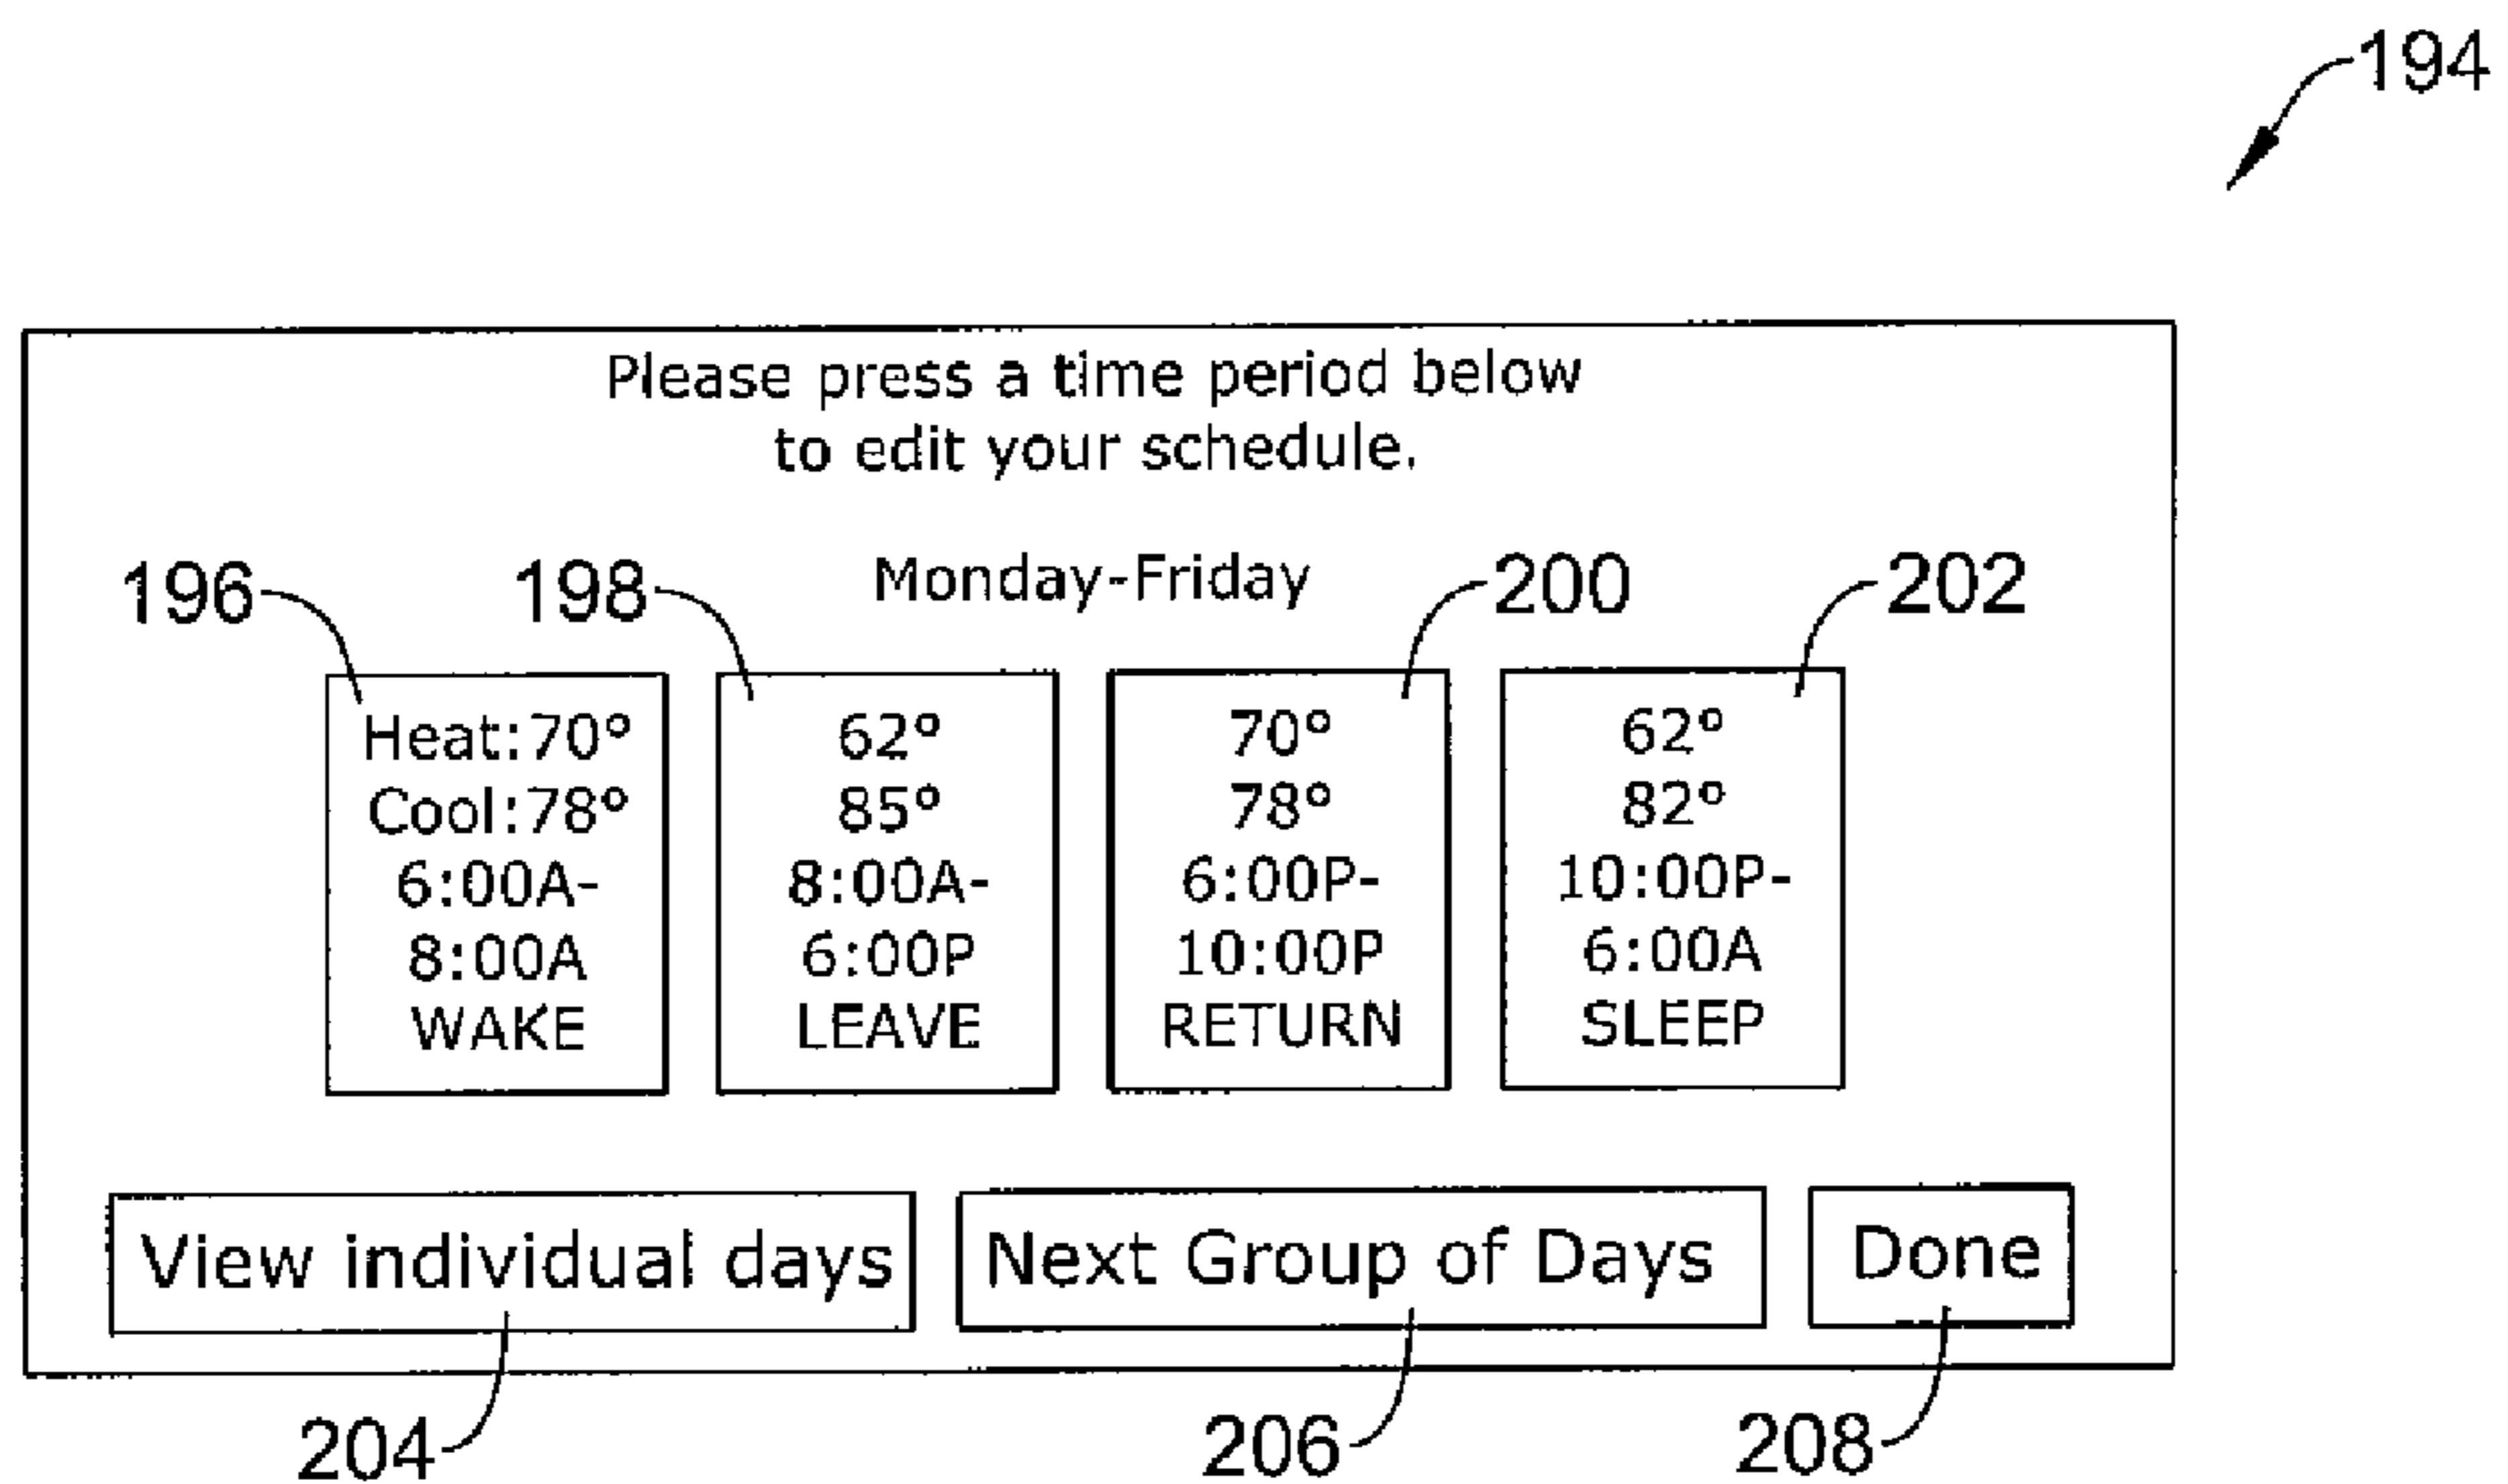 194
Please press a time period below
to edit your schedule.
Monday-Friday
196
198
200
202
Heat:70°
Cool:78°
6:00A-
8:00A
WAKE
62°
85°
8:00A-
6:00P
LEAVE
70°
78°
6:00P-
10:00P
RETURN
62°
82°
10:00P-
6:00A
SLEEP
View individual days
Next Group of Days
Done
204
206
208